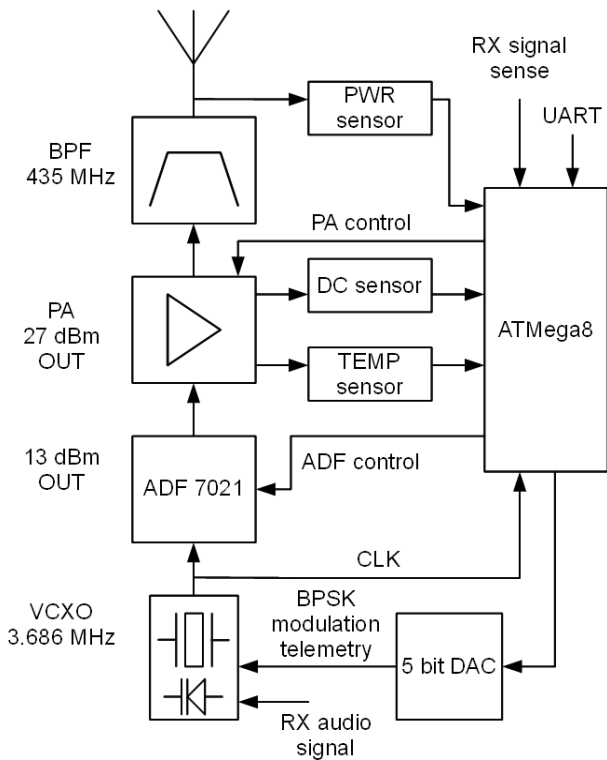 RX signal
sense
PWR
sensor
UART
BPF
435 MHz
PA control
DC sensor
PA
27 dBm
OUT
ATMega8
TEMP
sensor
13 dBm
OUT
ADF control
ADF 7021
CLK
VCXO
3.686 MHz
BPSK
modulation
telemetry
5 bit DAC
RX audio
signal